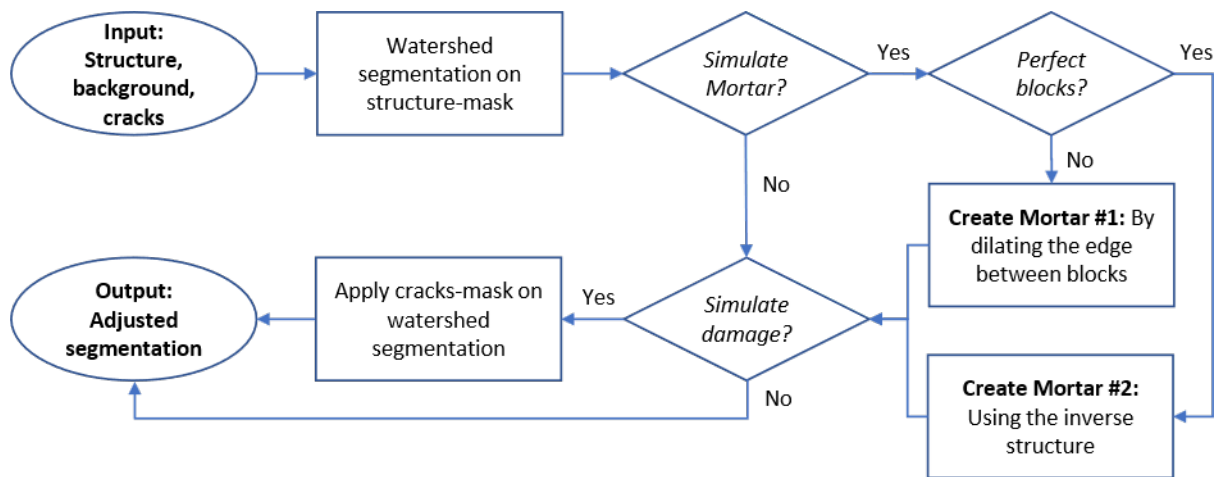 Input:
Structure,
background,
cracks
Watershed
segmentation on
structure-mask
Simulate
Mortar?
Yes
Perfect
blocks?
Yes
No
No
Create Mortar #1: By
dilating the edge
between blocks
Output:
Adjusted
segmentation
Apply cracks-mask on
watershed
segmentation
Yes
Simulate
damage?
No
Create Mortar #2:
Using the inverse
structure